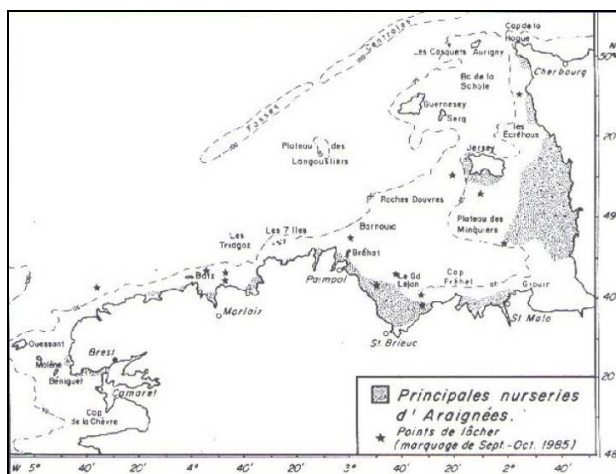 Cap de la
Hague
N
Les Casquets
Aurigny
50°
Cherbourg
Bc de la
Schole
ou Centrales
Fosses
Guernesey
Serq
les
Ecréhous
20'
Plateau des
Langoustiers
Jersey
Roches Douvres
49°
Plateau des
Minquiers
Les 7 Iles
Barnouic
Les
Triagoz
Bréhat
Batz
Paimpol
Le Gd
Léjon
Cap
Fréhel
Grouin
40'
Morlaix
St. Malo
Ouessant
St. Brieuc
Molène
Brest
Béniguet
20'
Camaret
Cap
de la Chèvre
Principales nurseries
d'Araignées.
Points de lâcher
(marquage de Sept.-Oct. 1985)
W 5° 40' 20' 4° 40' 20' 3° 40' 20' 2° 40'